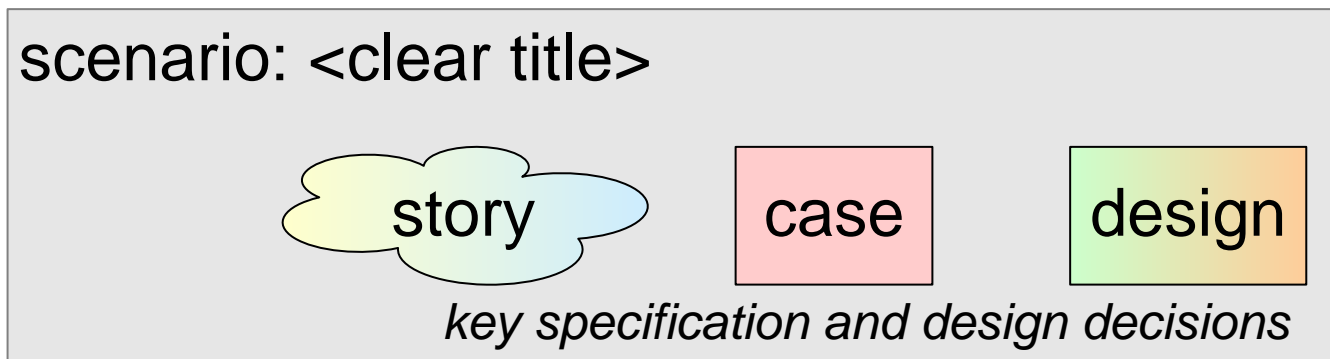 scenario: <clear title>
story case design
key specification and design decisions